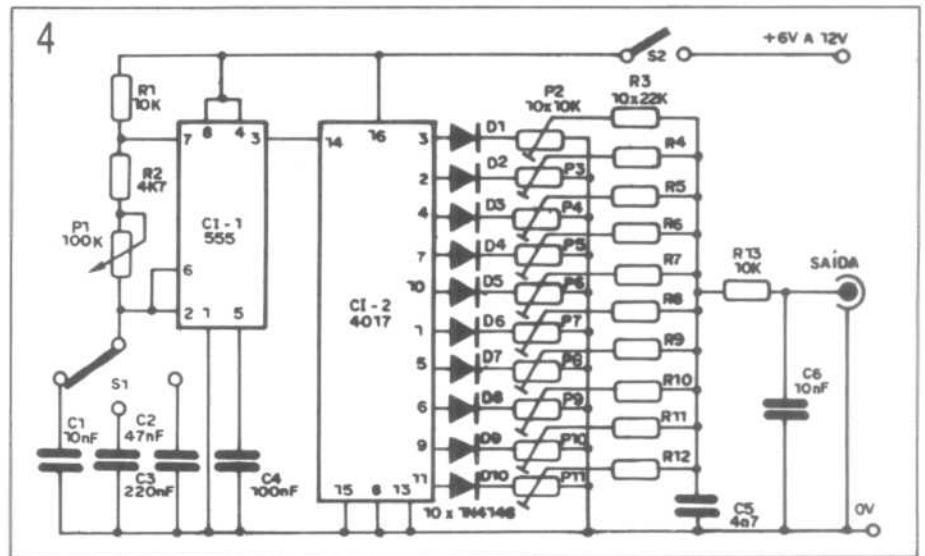 4
+6V A 12V
S2
R1
10K
P2
10x10K
R3
10x22K
7
8
4
3
14
16
3
D1
R2
4K7
2
D2
P3
R4
P1
100K
CI-1
555
4
D3
P4
R5
7
D4
P5
R6
6
CI-2
4017
10
D5
P6
R7
R13
10K
SAÍDA
2
1
5
1
D6
P7
R8
5
D7
P8
R9
S1
6
D8
P9
R10
C6
10nF
C1
10nF
C2
47nF
9
D9
P10
R11
C3
220nF
C4
100nF
11
D10
P11
R12
15
8
13
10 x 1N4148
C5
4n7
0V